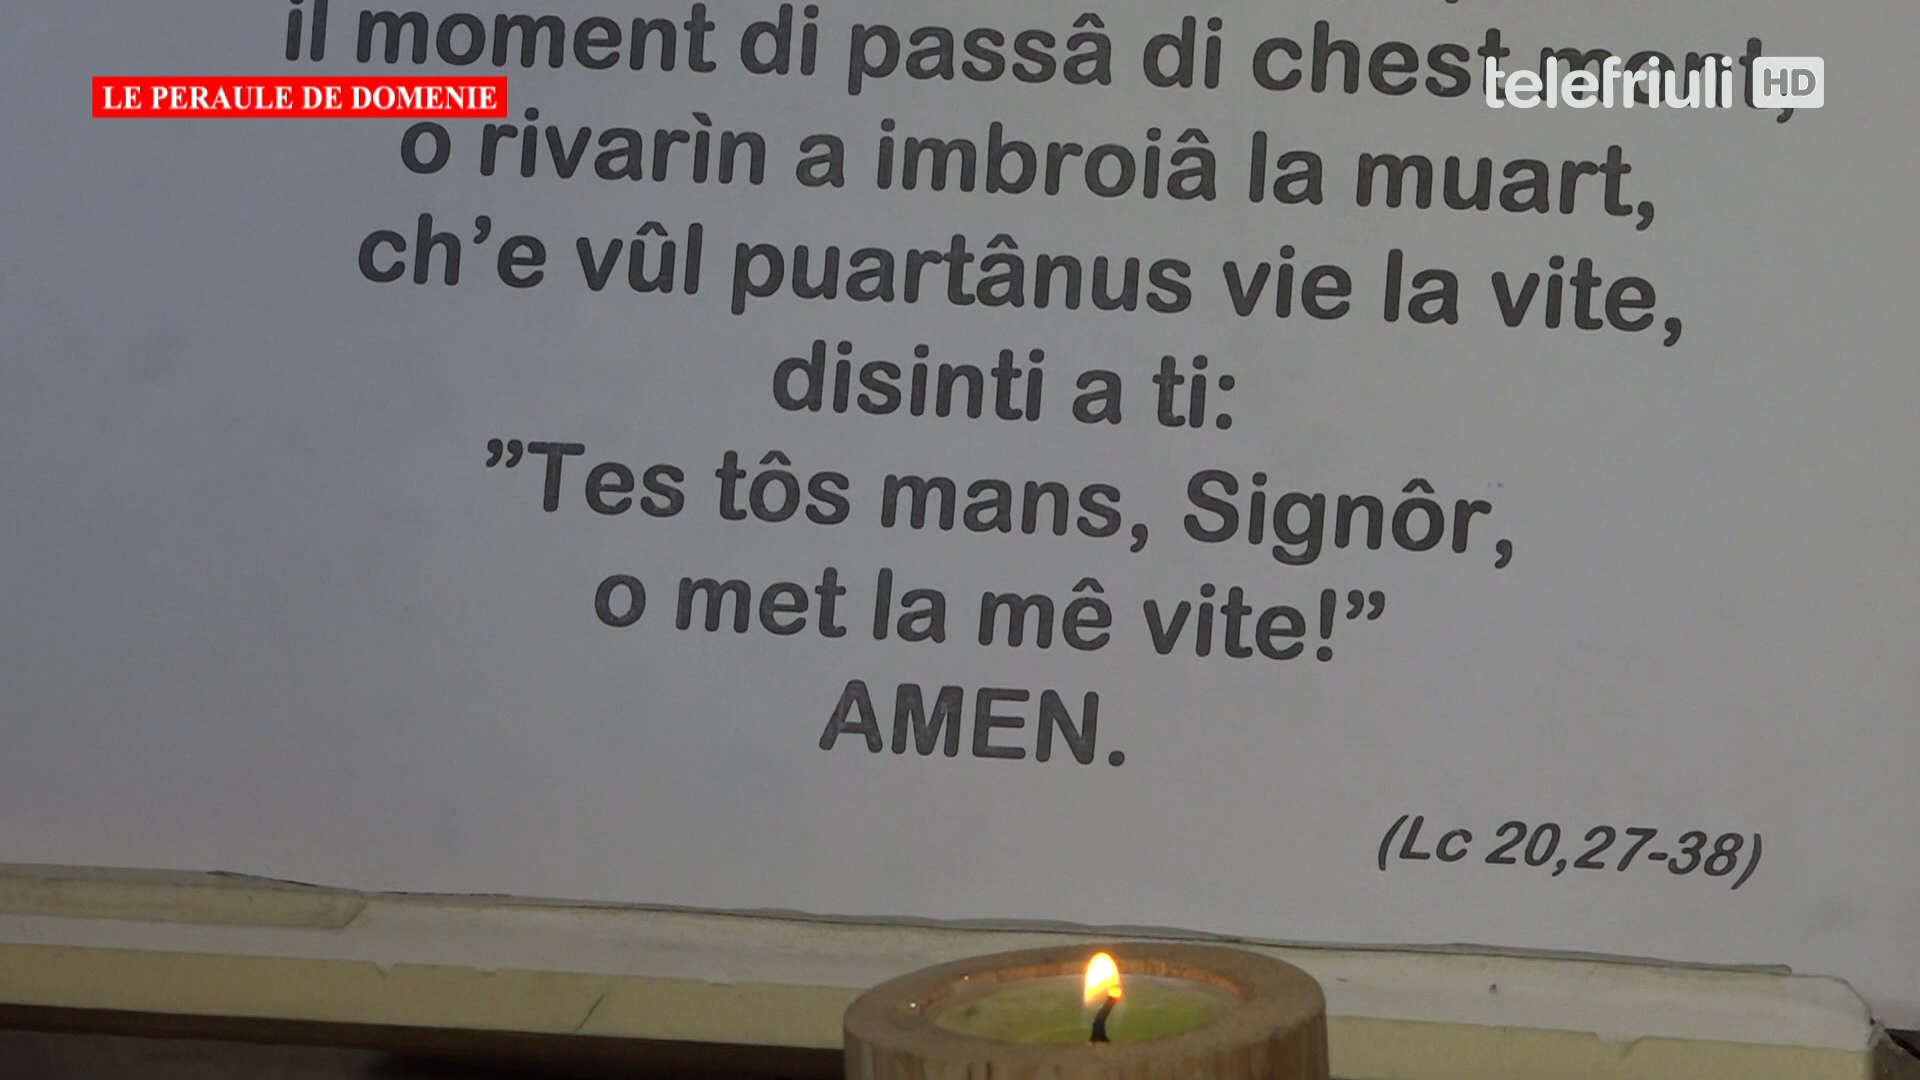 il moment di passâ di chest mont,
LE PERAULE DE DOMENIE
telefriuli HD
o rivarìn a imbroiâ la muart,
ch’e vûl puartânus vie la vite,
disinti a ti:
”Tes tôs mans, Signôr,
o met la mê vite!”
AMEN.
(Lc 20,27-38)